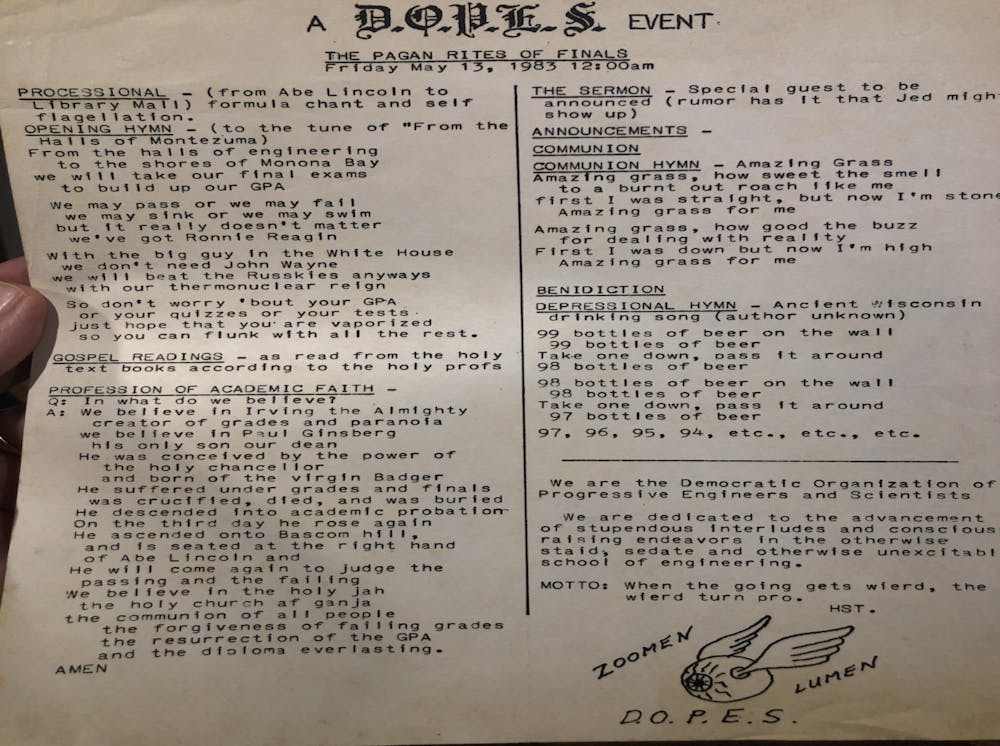 A D.O.P.E.S. EVENT
THE PAGAN RITES OF FINALS
Friday May 13, 1983 12:00am
PROCESSIONAL - (from Abe Lincoln to
Library Mall) formula chant and self
flagellation.
OPENING HYMN - (to the tune of "From the
Halls of Montezuma)
From the halls of engineering
to the shores of Monona Bay
we will take our final exams
to build up our GPA
We may pass or we may fail
we may sink or we may swim
but it really doesn't matter
we've got Ronnie Reagin
With the big guy in the White House
we don't need John Wayne
we will beat the Russkies anyways
with our thermonuclear reign
So don't worry 'bout your GPA
or your quizzes or your tests
just hope that you are vaporized
so you can flunk with all the rest.
GOSPEL READINGS - as read from the holy
text books according to the holy profs
PROFESSION OF ACADEMIC FAITH -
Q: In what do we believe?
A: We believe in Irving the Almighty
creator of grades and paranoia
we believe in Paul Ginsberg
his only son our dean
He was conceived by the power of
the holy chancellor
and born of the virgin Badger
He suffered under grades and finals
was crucified, died, and was buried
He descended into academic probation
On the third day he rose again
He ascended onto Bascom hill,
and is seated at the right hand
of Abe Lincoln and
He will come again to judge the
passing and the failing
We believe in the holy jah
the holy church af ganja
the communion of all people
the forgiveness of failing grades
the resurrection of the GPA
and the diploma everlasting.
AMEN
THE SERMON - Special guest to be
announced (rumor has it that Jed migh
show up)
ANNOUNCEMENTS -
COMMUNION
COMMUNION HYMN - Amazing Grass
Amazing grass, how sweet the smell
to a burnt out roach like me
first I was straight, but now I'm stone
Amazing grass for me
Amazing grass, how good the buzz
for dealing with reality
First I was down but now I'm high
Amazing grass for me
BENIDICTION
DEPRESSIONAL HYMN - Ancient Wisconsin
drinking song (author unknown)
99 bottles of beer on the wall
99 bottles of beer
Take one down, pass it around
98 bottles of beer
98 bottles of beer on the wall
98 bottles of beer
Take one down, pass it around
97 bottles of beer
97, 96, 95, 94, etc., etc., etc.
We are the Democratic Organization of
Progressive Engineers and Scientists
We are dedicated to the advancement
of stupendous interludes and conscious
raising endeavors in the otherwise
staid, sedate and otherwise unexcitabl
school of engineering.
MOTTO: When the going gets wierd, the
wierd turn pro.
HST.
ZOOMEN
LUMEN
D.O.P.E.S.